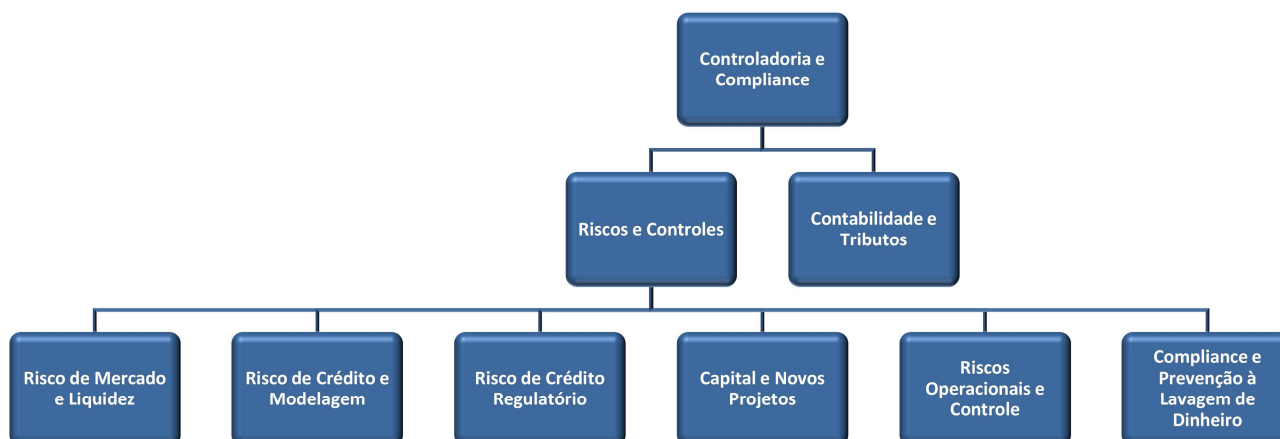 Controladoria e
Compliance
Riscos e Controles
Contabilidade e
Tributos
Risco de Mercado
e Liquidez
Risco de Crédito e
Modelagem
Risco de Crédito
Regulatório
Capital e Novos
Projetos
Riscos
Operacionais e
Controle
Compliance e
Prevenção à
Lavagem de
Dinheiro